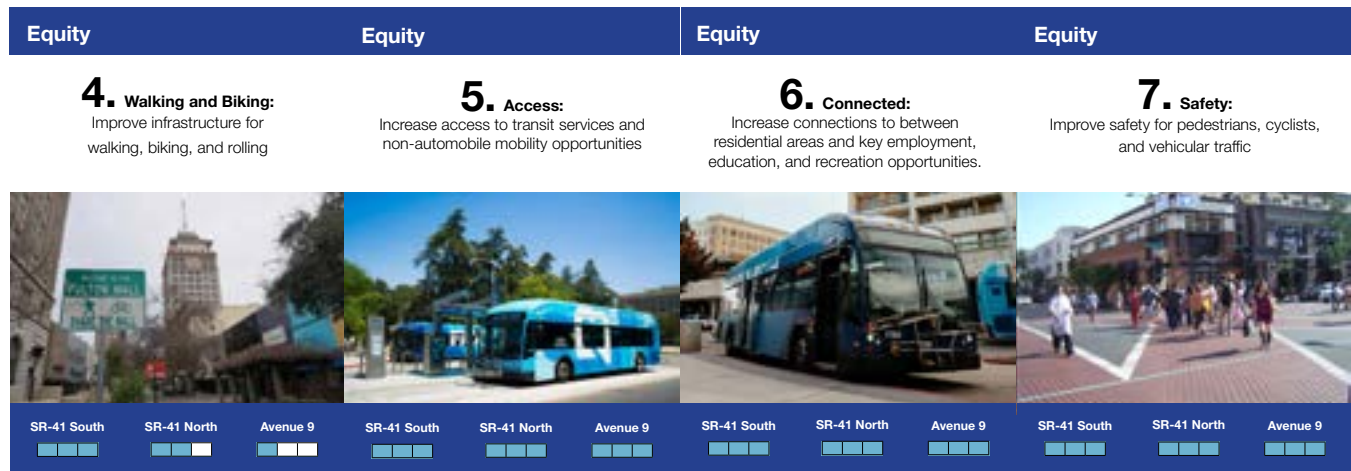 Equity
4. Walking and Biking:
Improve infrastructure for
walking, biking, and rolling
FULTON MALL
SR-41 South SR-41 North Avenue 9
Equity
5. Access:
Increase access to transit services and
non-automobile mobility opportunities
SR-41 South SR-41 North Avenue 9
Equity
6. Connected:
Increase connections to between
residential areas and key employment,
education, and recreation opportunities.
SR-41 South SR-41 North Avenue 9
Equity
7. Safety:
Improve safety for pedestrians, cyclists,
and vehicular traffic
SR-41 South SR-41 North Avenue 9